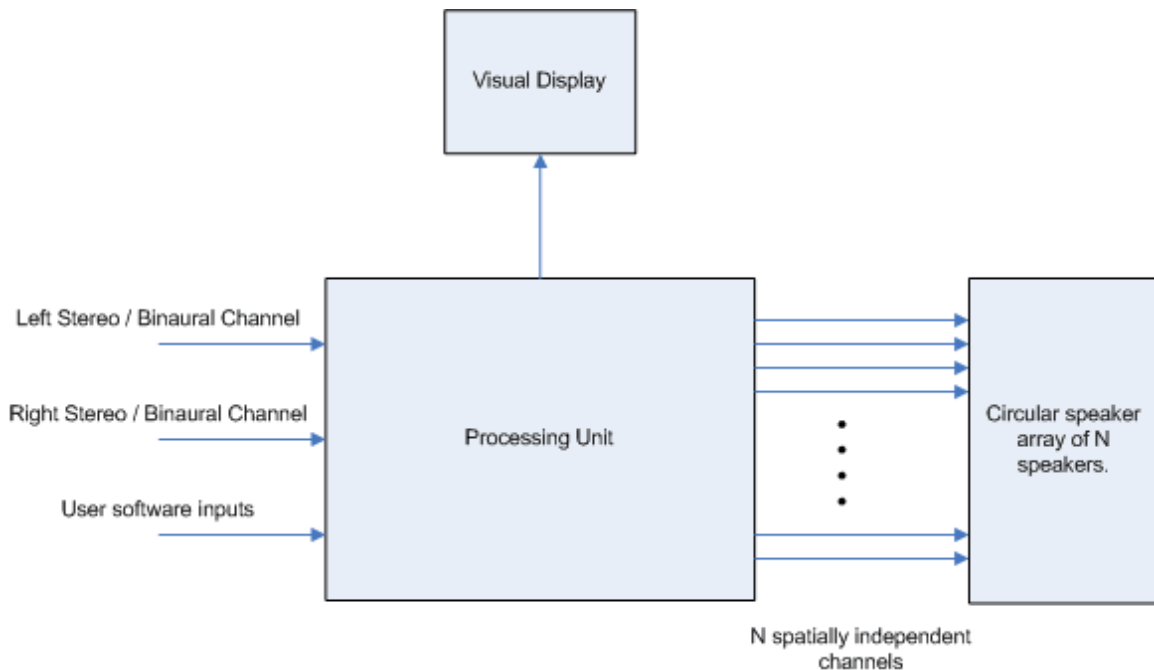 Visual Display
Left Stereo / Binaural Channel
Right Stereo / Binaural Channel
User software inputs
Processing Unit
Circular speaker
array of N
speakers.
N spatially independent
channels